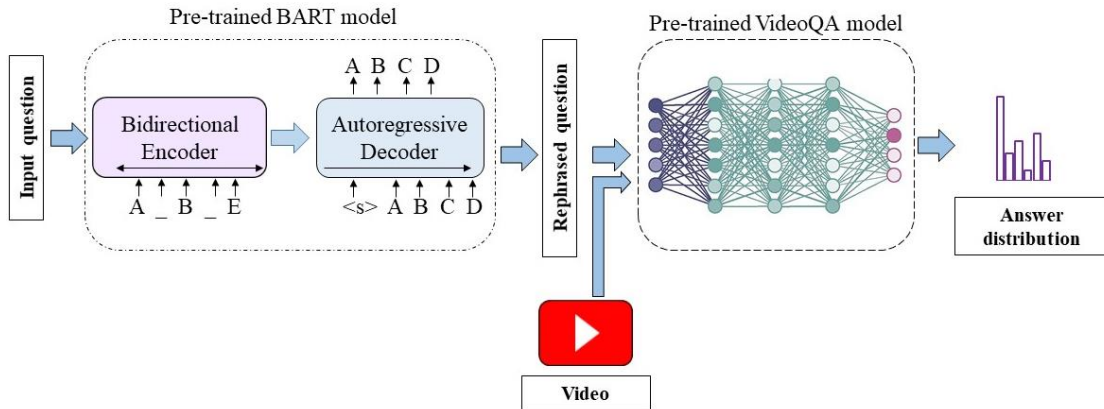 Pre-trained BART model
Pre-trained VideoQA model
Input question
Bidirectional
Encoder
A _ B _ E
A B C D
Autoregressive
Decoder
<s> A B C D
Rephrased question
Video
Answer
distribution